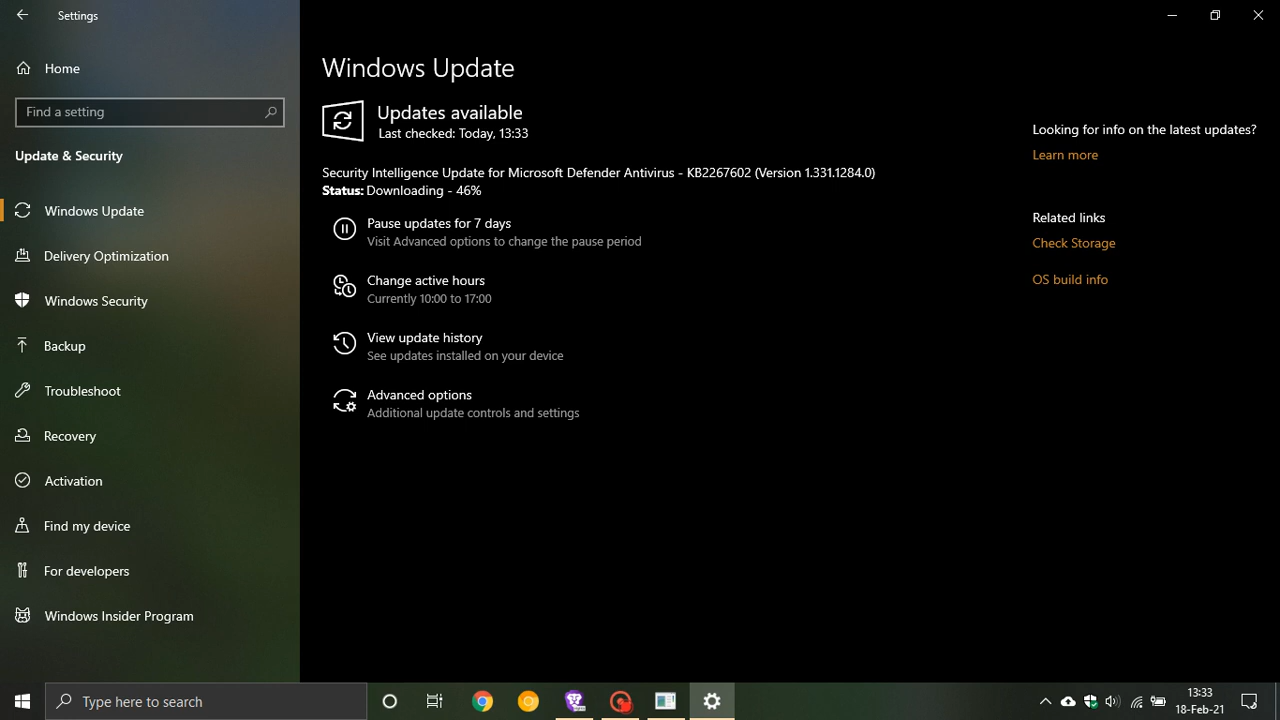 Settings
Home
Find a setting
Update & Security
Windows Update
Delivery Optimization
Windows Security
Backup
Troubleshoot
Recovery
Activation
Find my device
For developers
Windows Insider Program
Windows Update
Updates available
Last checked: Today, 13:33
Security Intelligence Update for Microsoft Defender Antivirus - KB2267602 (Version 1.331.1284.0)
Status: Downloading - 46%
Pause updates for 7 days
Visit Advanced options to change the pause period
Change active hours
Currently 10:00 to 17:00
View update history
See updates installed on your device
Advanced options
Additional update controls and settings
Looking for info on the latest updates?
Learn more
Related links
Check Storage
OS build info
Type here to search
13:33
18-Feb-21